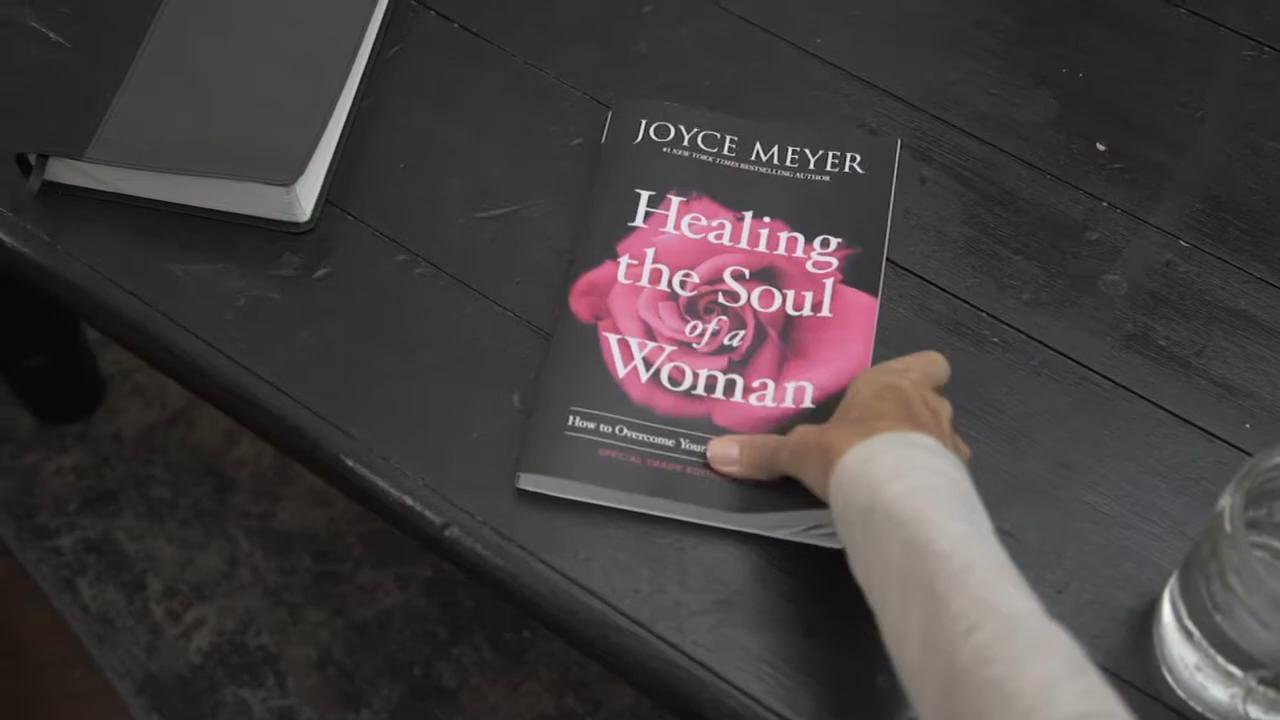 JOYCE MEYER
#1 NEW YORK TIMES BESTSELLING AUTHOR
Healing
the Soul
of a
Woman
How to Overcome Your
SPECIAL TRADE